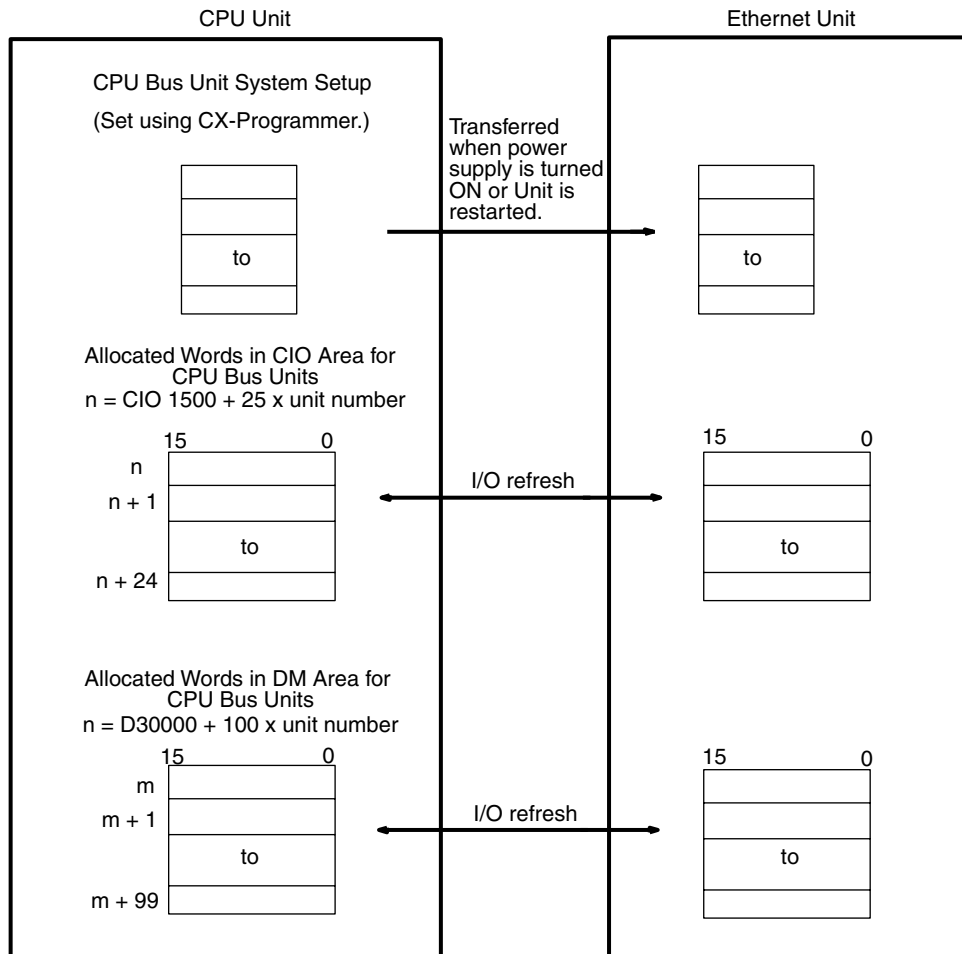 CPU Unit
Ethernet Unit
CPU Bus Unit System Setup
(Set using CX-Programmer.)
Transferred
when power
supply is turned
ON or Unit is
restarted.
to
to
Allocated Words in CIO Area for
CPU Bus Units
n = CIO 1500 + 25 x unit number
15 0
15 0
n
n + 1
I/O refresh
to
to
n + 24
Allocated Words in DM Area for
CPU Bus Units
n = D30000 + 100 x unit number
15 0
15 0
m
m + 1
I/O refresh
to
to
m + 99